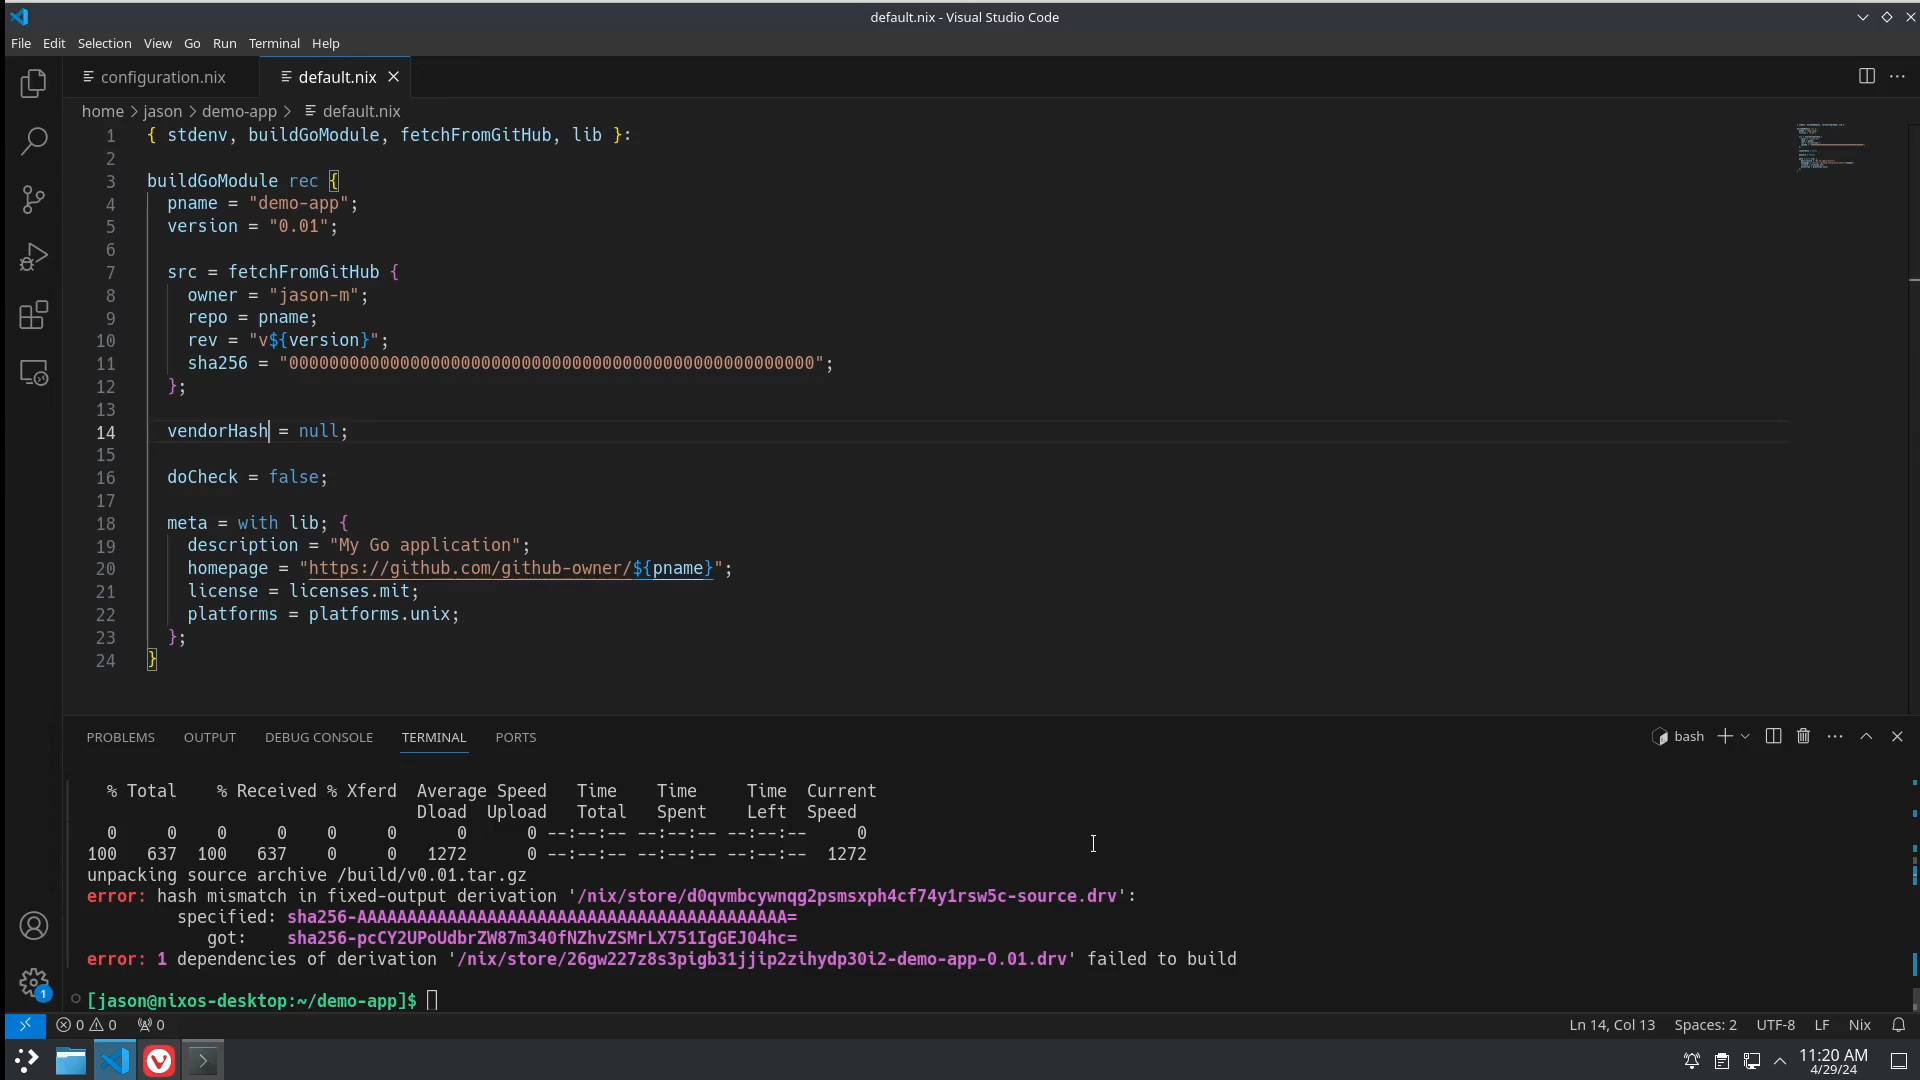 default.nix - Visual Studio Code
File Edit Selection View Go Run Terminal Help
configuration.nix default.nix
home > jason > demo-app > default.nix
1 { stdenv, buildGoModule, fetchFromGitHub, lib }:
2
3 buildGoModule rec {
4 pname = "demo-app";
5 version = "0.01";
6
7 src = fetchFromGitHub {
8 owner = "jason-m";
9 repo = pname;
10 rev = "v${version}";
11 sha256 = "0000000000000000000000000000000000000000000000000000";
12 };
13
14 vendorHash = null;
15
16 doCheck = false;
17
18 meta = with lib; {
19 description = "My Go application";
20 homepage = "https://github.com/github-owner/${pname}";
21 license = licenses.mit;
22 platforms = platforms.unix;
23 };
24 }
PROBLEMS OUTPUT DEBUG CONSOLE TERMINAL PORTS bash
% Total % Received % Xferd Average Speed Time Time Time Current
Dload Upload Total Spent Left Speed
0 0 0 0 0 0 0 0 --:--:-- --:--:-- --:--:-- 0
100 637 100 637 0 0 1272 0 --:--:-- --:--:-- --:--:-- 1272
unpacking source archive /build/v0.01.tar.gz
error: hash mismatch in fixed-output derivation '/nix/store/d0qvmbcywnqg2psmsxph4cf74y1rsw5c-source.drv':
specified: sha256-AAAAAAAAAAAAAAAAAAAAAAAAAAAAAAAAAAAAAAAAAAA=
got: sha256-pcCY2UPoUdbrZW87m340fNZhvZSMrLX751IgGEJ04hc=
error: 1 dependencies of derivation '/nix/store/26gw227z8s3pigb31jjip2zihydp30i2-demo-app-0.01.drv' failed to build
[jason@nixos-desktop:~/demo-app]$
1
0 0 0 Ln 14, Col 13 Spaces: 2 UTF-8 LF Nix
11:20 AM
4/29/24